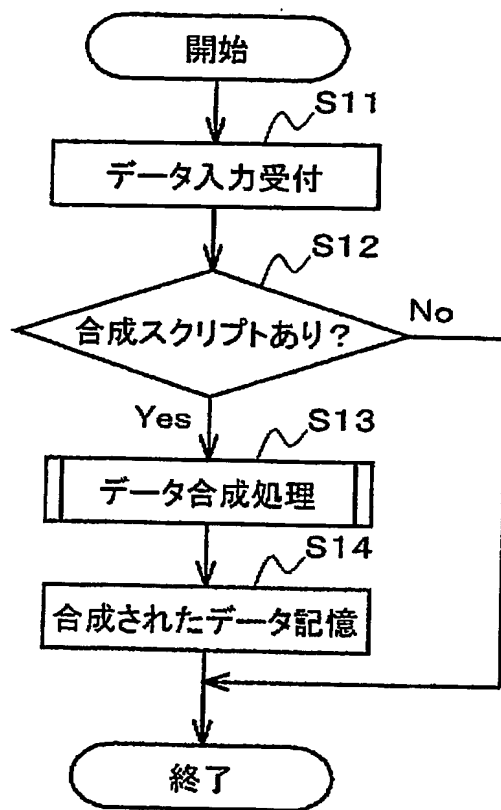 開始
S11
データ入力受付
S12
合成スクリプトあり?
No
Yes
S13
データ合成処理
S14
合成されたデータ記憶
終了